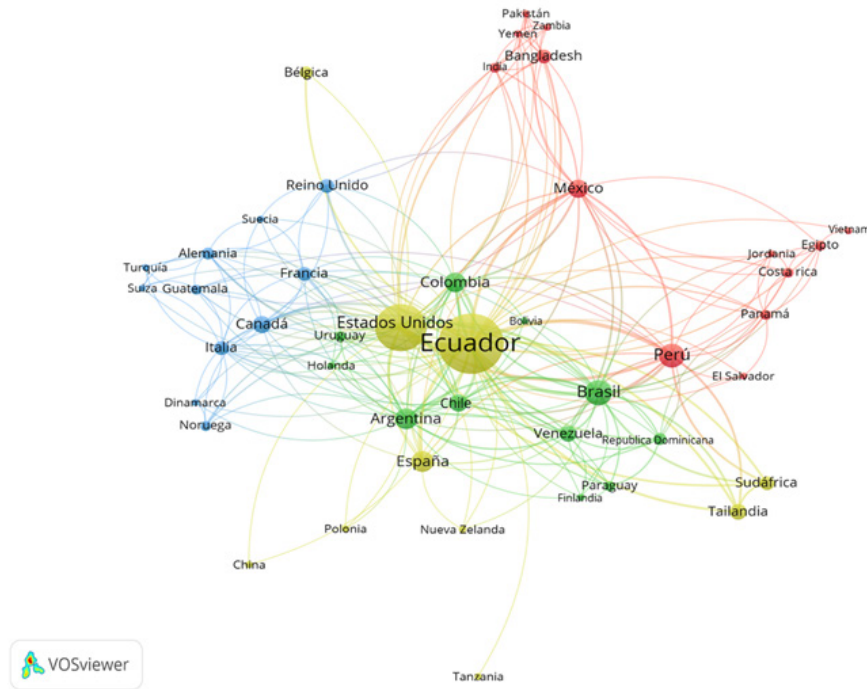 Pakistán
Zambia
Yemen
Bangladesh
India
Bélgica
Reino Unido
México
Suecia
Vietnam
Egipto
Alemania
Jordania
Turquía
Francia
Costa rica
Suiza
Guatemala
Colombia
Panamá
Canadá
Estados Unidos
Bolivia
Uruguay
Ecuador
Italia
Perú
Holanda
El Salvador
Brasil
Dinamarca
Chile
Argentina
Noruega
Venezuela
Republica Dominicana
España
Sudáfrica
Paraguay
Finlandia
Tailandia
Polonia
Nueva Zelanda
China
VOSviewer
Tanzania